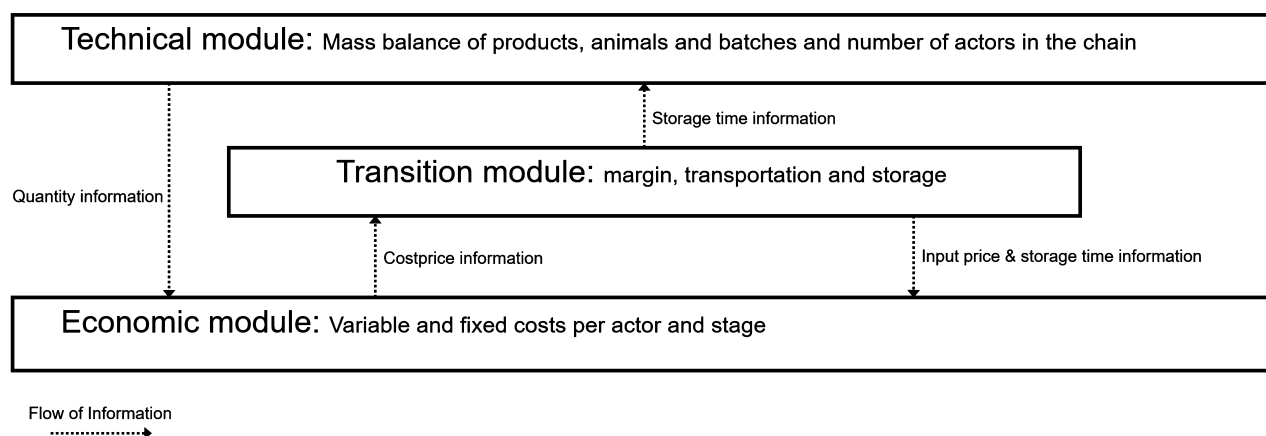 Technical module: Mass balance of products, animals and batches and number of actors in the chain
Storage time information
Transition module: margin, transportation and storage
Quantity information
Costprice information
Input price & storage time information
Economic module: Variable and fixed costs per actor and stage
Flow of Information